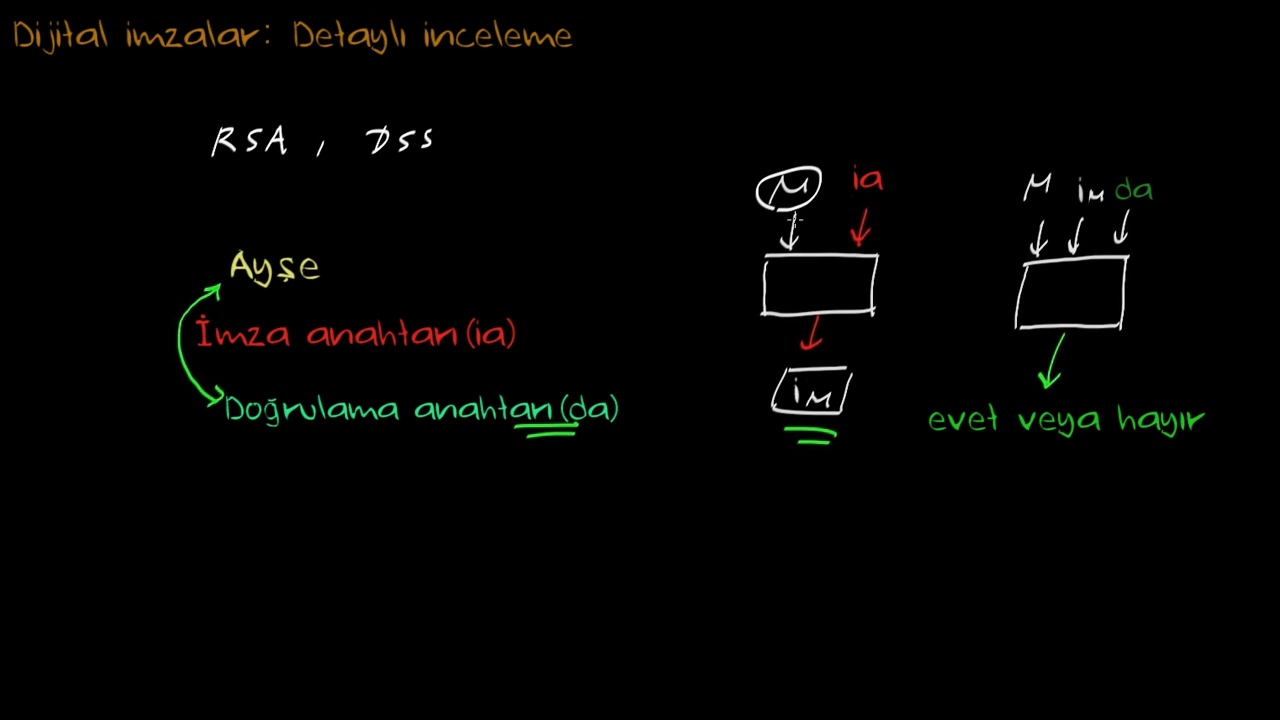 Dijital imzalar: Detaylı inceleme
RSA, DSS
Ayşe
İmza anahtarı (ia)
Doğrulama anahtarı (da)
M ia
iM
M iM da
evet veya hayır